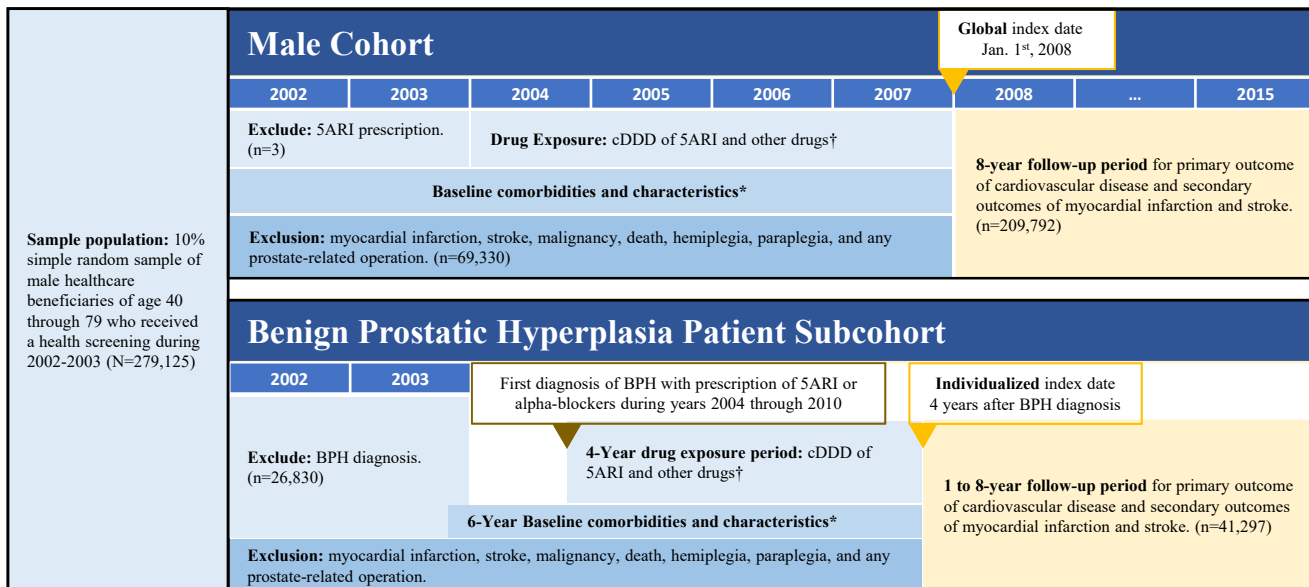 Sample population: 10%
simple random sample of
male healthcare
beneficiaries of age 40
through 79 who received
a health screening during
2002-2003 (N=279,125)
Male Cohort
Global index date
Jan. 1st, 2008
2002 2003 2004 2005 2006 2007 2008 ... 2015
Exclude: 5ARI prescription.
(n=3)
Drug Exposure: cDDD of 5ARI and other drugs†
Baseline comorbidities and characteristics*
Exclusion: myocardial infarction, stroke, malignancy, death, hemiplegia, paraplegia, and any
prostate-related operation. (n=69,330)
8-year follow-up period for primary outcome
of cardiovascular disease and secondary
outcomes of myocardial infarction and stroke.
(n=209,792)
Benign Prostatic Hyperplasia Patient Subcohort
2002 2003
First diagnosis of BPH with prescription of 5ARI or
alpha-blockers during years 2004 through 2010
Individualized index date
4 years after BPH diagnosis
Exclude: BPH diagnosis.
(n=26,830)
4-Year drug exposure period: cDDD of
5ARI and other drugs†
6-Year Baseline comorbidities and characteristics*
Exclusion: myocardial infarction, stroke, malignancy, death, hemiplegia, paraplegia, and any
prostate-related operation.
1 to 8-year follow-up period for primary outcome
of cardiovascular disease and secondary outcomes
of myocardial infarction and stroke. (n=41,297)